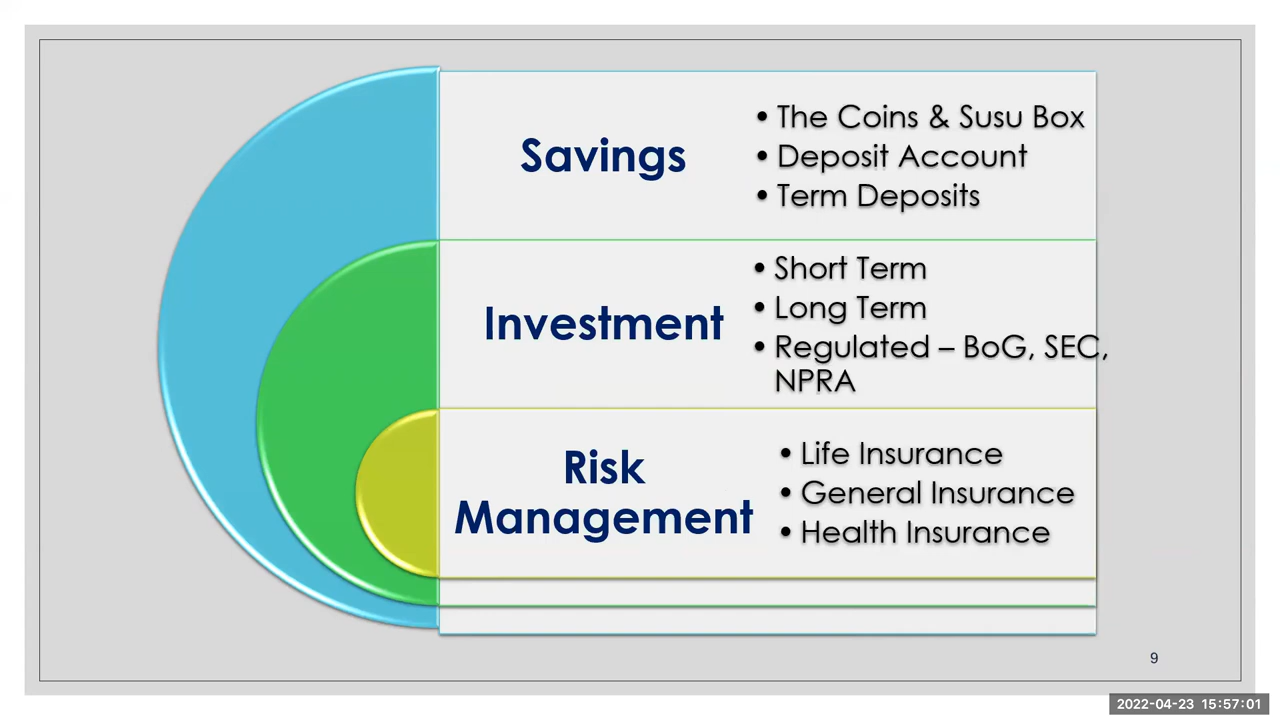 Savings
• The Coins & Susu Box
• Deposit Account
• Term Deposits
Investment
• Short Term
• Long Term
• Regulated – BoG, SEC,
NPRA
Risk
Management
• Life Insurance
• General Insurance
• Health Insurance
9
2022-04-23 15:57:01